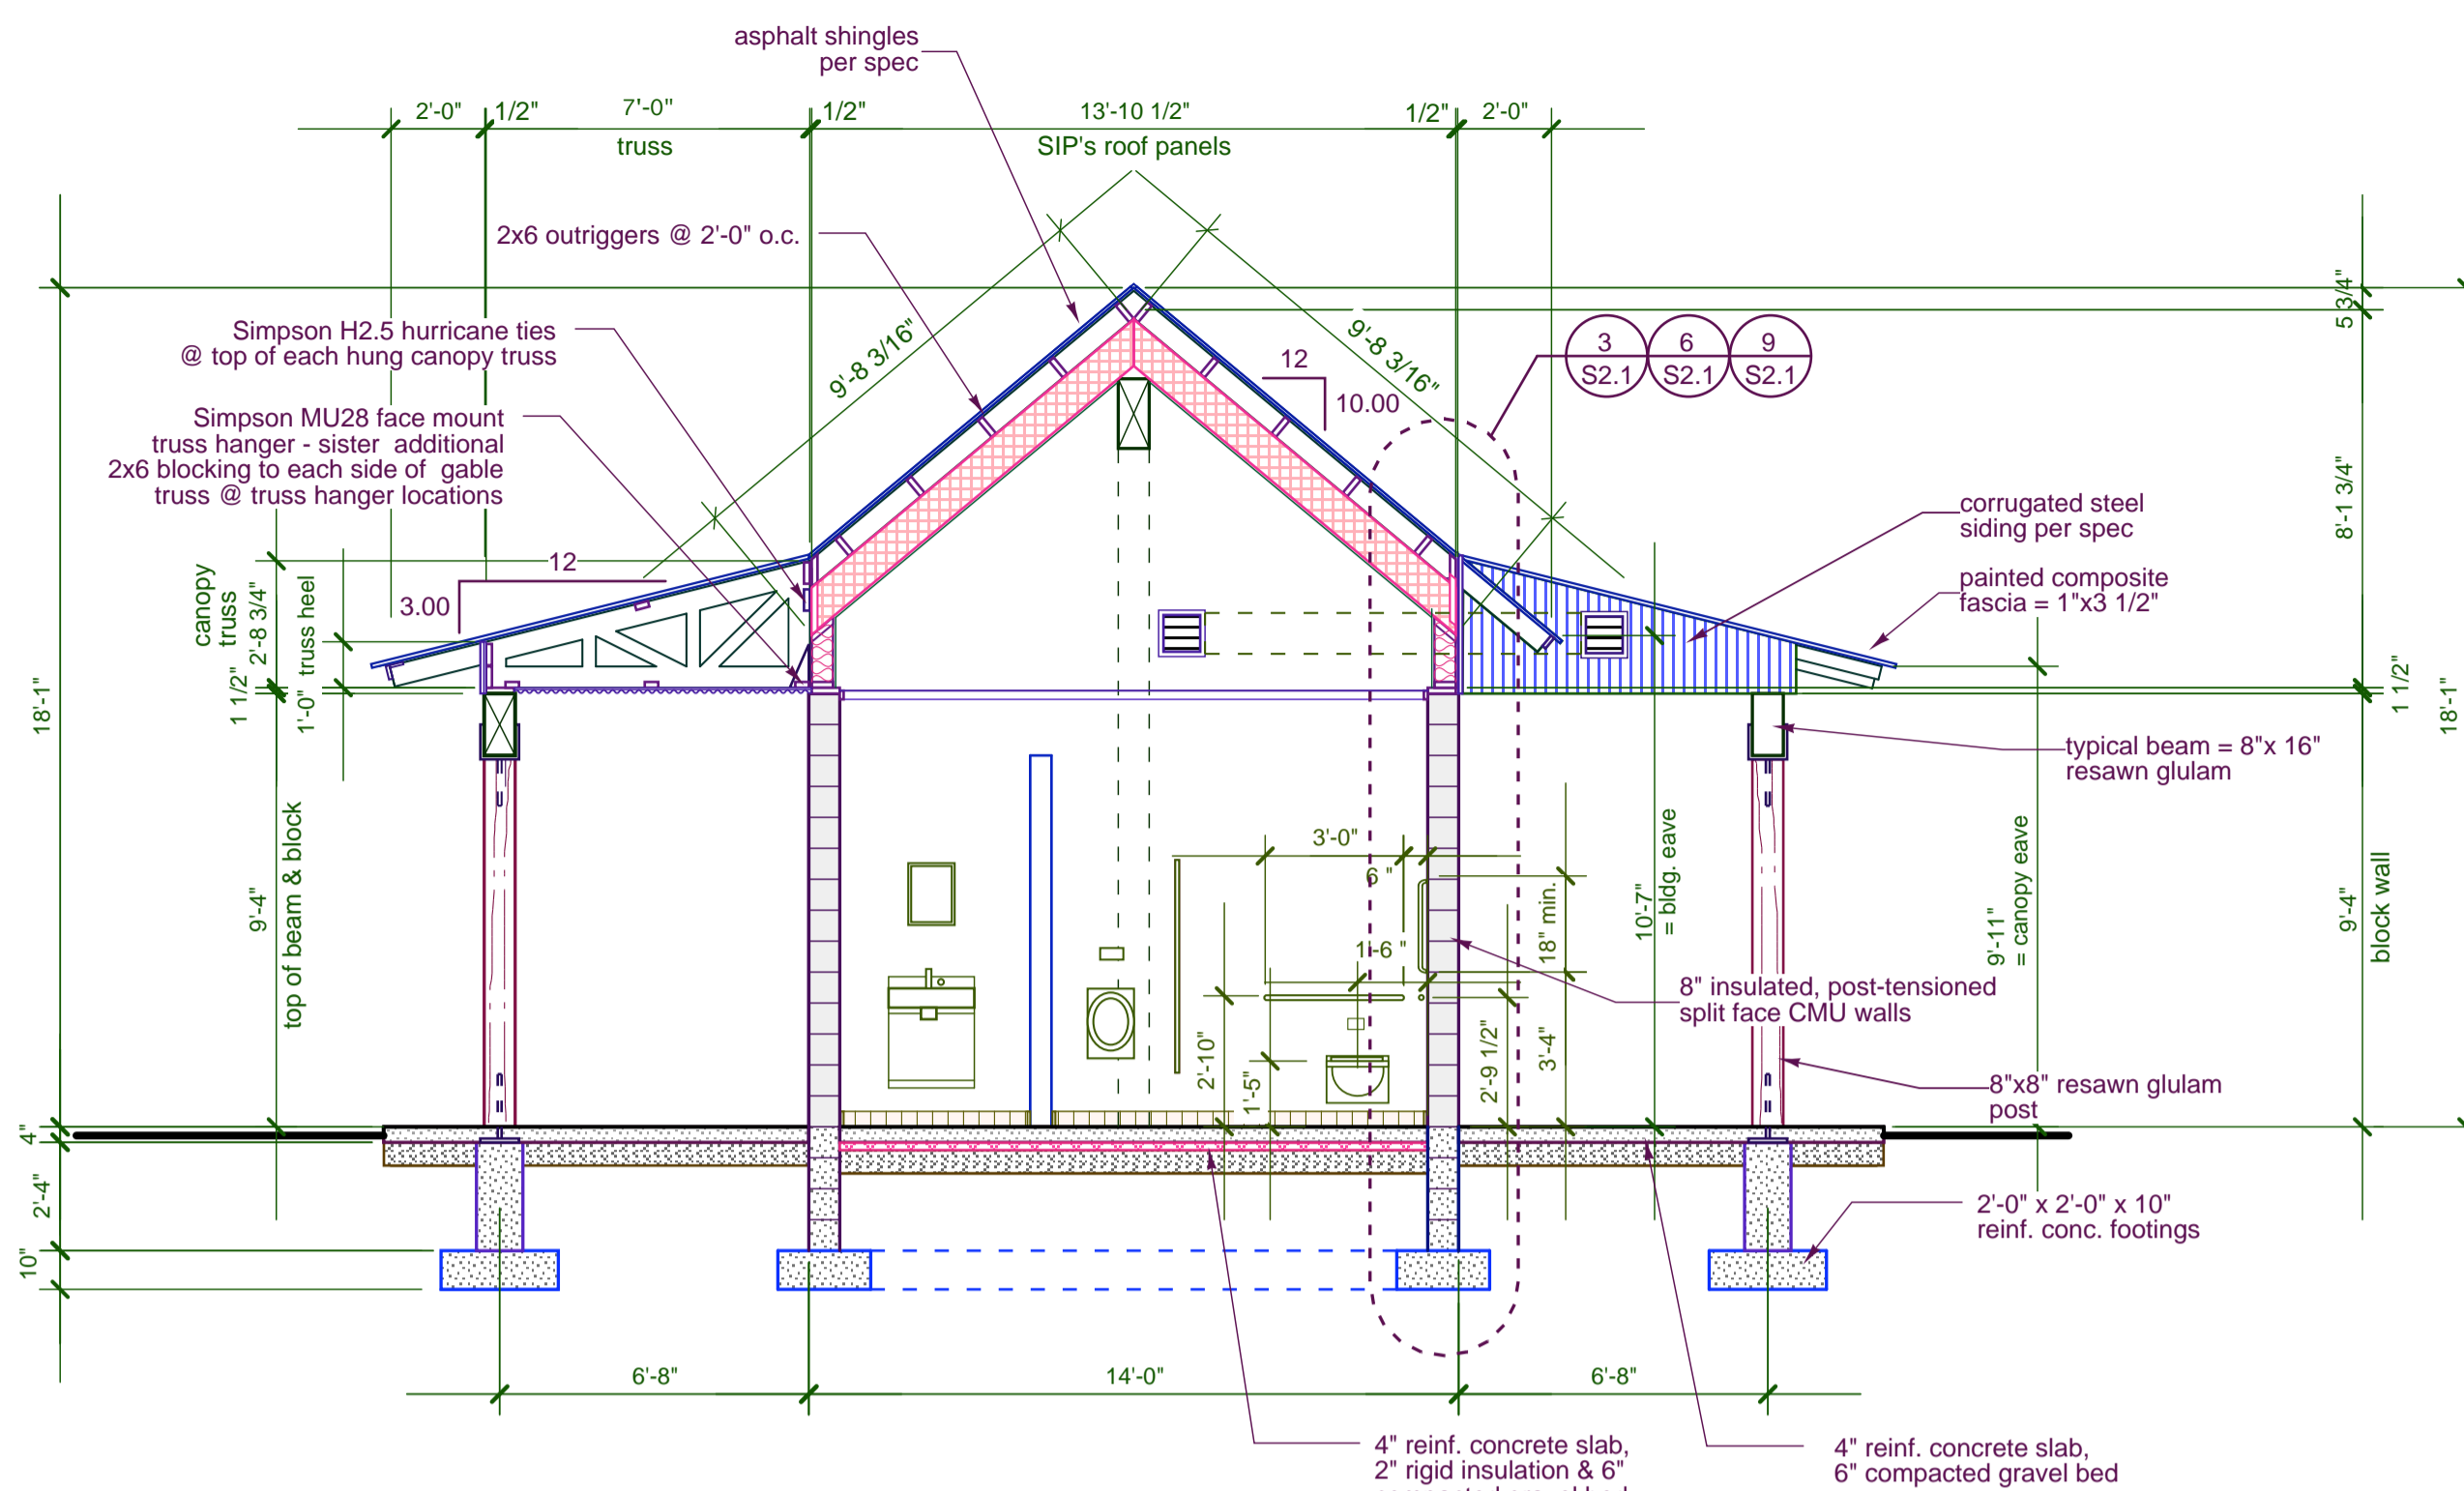 asphalt shingles
per spec
2'-0"
1/2"
7'-0"
truss
1/2"
13'-10 1/2"
SIP's roof panels
1/2"
2'-0"
2x6 outriggers @ 2'-0" o.c.
Simpson H2.5 hurricane ties
@ top of each hung canopy truss
Simpson MU28 face mount
truss hanger - sister additional
2x6 blocking to each side of gable
truss @ truss hanger locations
9'-8 3/16"
9'-8 3/16"
12
10.00
3
S2.1
6
S2.1
9
S2.1
5 3/4"
8'-1 3/4"
corrugated steel
siding per spec
painted composite
fascia = 1"x3 1/2"
12
3.00
canopy
truss
2'-8 3/4"
1 1/2"
1'-0" truss heel
18'-1"
1 1/2"
18'-1"
typical beam = 8"x 16"
resawn glulam
9'-4"
top of beam & block
3'-0"
6 "
1'-6 "
18" min.
10'-7"
= bldg. eave
9'-11"
= canopy eave
9'-4"
block wall
8" insulated, post-tensioned
split face CMU walls
2'-10"
1'-5"
2'-9 1/2"
3'-4"
8"x8" resawn glulam
post
4"
2'-4"
10"
2'-0" x 2'-0" x 10"
reinf. conc. footings
6'-8"
14'-0"
6'-8"
4" reinf. concrete slab,
2" rigid insulation & 6"
4" reinf. concrete slab,
6" compacted gravel bed